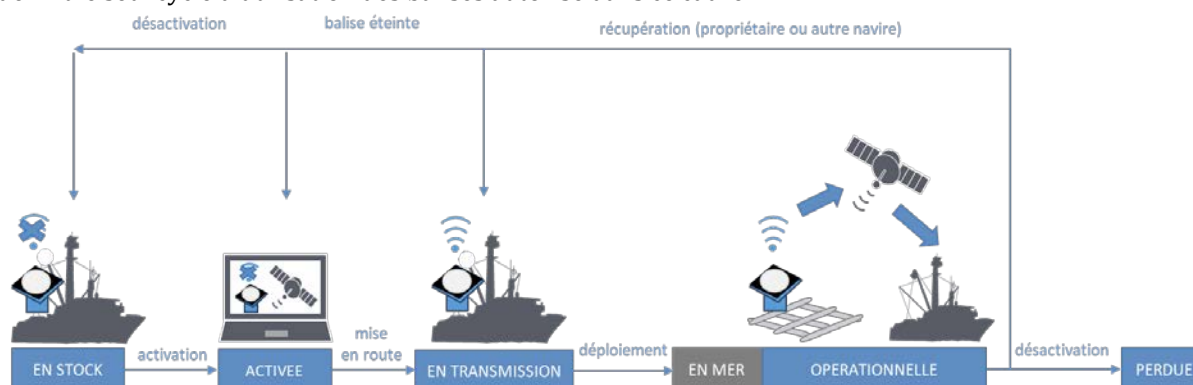 désactivation
balise éteinte
récupération (propriétaire ou autre navire)
mise
en route
activation
déploiement
désactivation
EN STOCK
ACTIVEE
EN TRANSMISSION
EN MER
OPERATIONNELLE
PERDUE